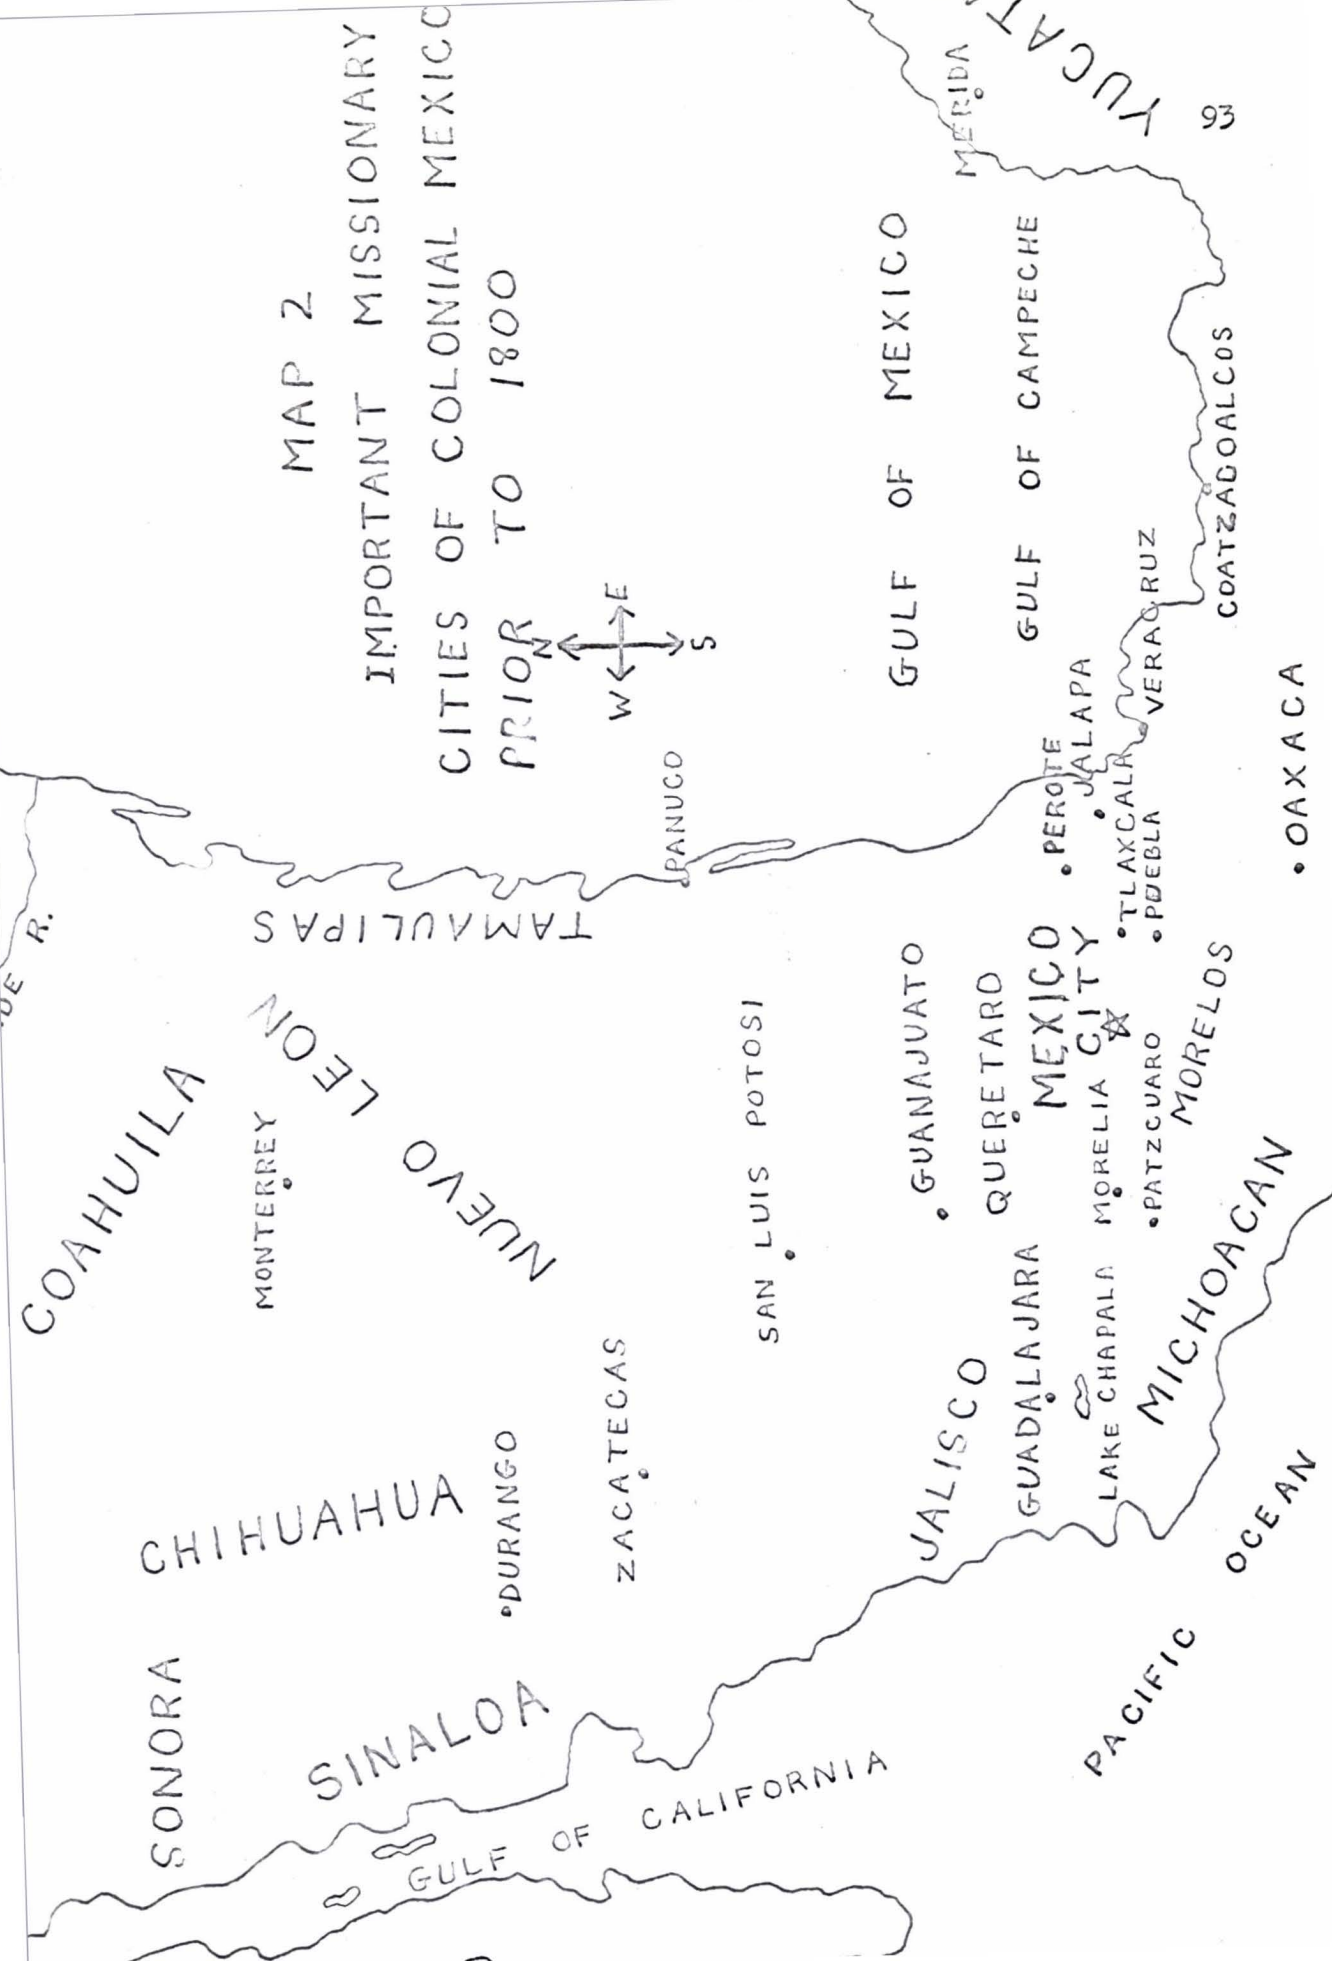 MAP 2
IMPORTANT MISSIONARY
CITIES OF COLONIAL MEXICO
PRIOR TO 1800
N
W E
S
DE R.
COAHUILA
SONORA
CHIHUAHUA
MONTERREY
NUEVO LEON
TAMAULIPAS
SINALOA
•DURANGO
ZACATECAS
PANUCO
GULF OF CALIFORNIA
SAN LUIS POTOSI
GULF OF MEXICO
MERIDA
JALISCO
GUANAJUATO
QUERETARO
GULF OF CAMPECHE
GUADALAJARA
MEXICO
CITY
PEROTE
JALAPA
LAKE CHAPALA
MORELIA
•TLAXCALA
•PUEBLA
VERACRUZ
•PATZCUARO
MORELOS
MICHOACAN
COATZAGOALCOS
PACIFIC OCEAN
•OAXACA
93